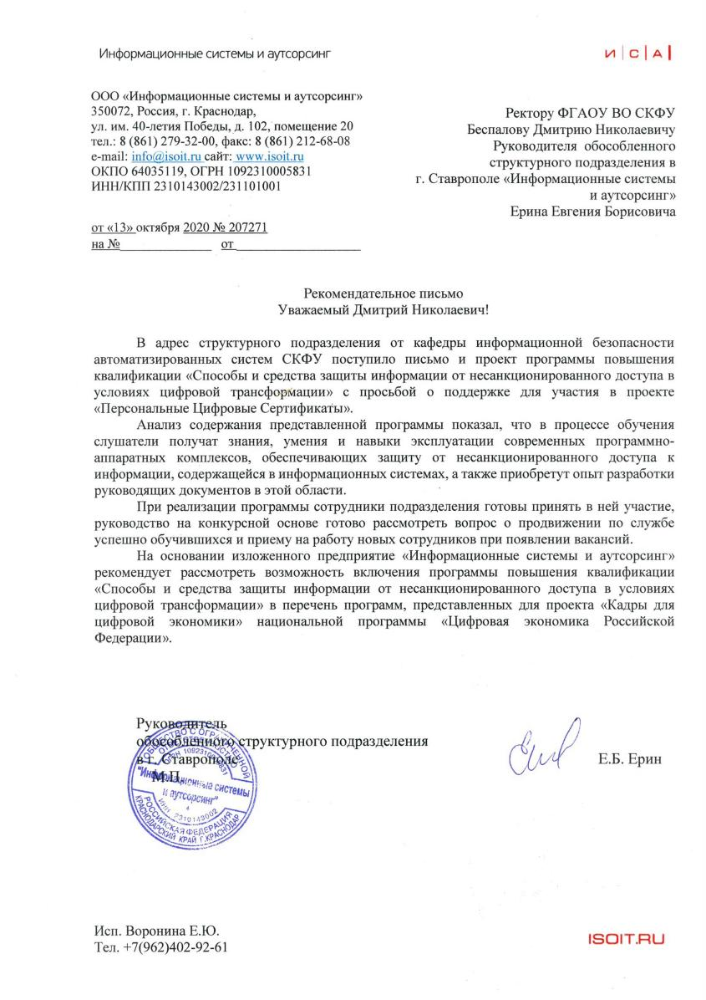 Информационные системы и аутсорсинг
И|С|А|
ООО «Информационные системы и аутсорсинг»
350072, Россия, г. Краснодар,
ул. им. 40-летия Победы, д. 102, помещение 20
тел.: 8 (861) 279-32-00, факс: 8 (861) 212-68-08
e-mail: info@isoit.ru сайт: www.isoit.ru
ОКПО 64035119, ОГРН 1092310005831
ИНН/КПП 2310143002/231101001
от «13» октября 2020 № 207271
на №______________ от___________________
Ректору ФГАОУ ВО СКФУ
Беспалову Дмитрию Николаевичу
Руководителя обособленного
структурного подразделения в
г. Ставрополе «Информационные системы
и аутсорсинг»
Ерина Евгения Борисовича
Рекомендательное письмо
Уважаемый Дмитрий Николаевич!
В адрес структурного подразделения от кафедры информационной безопасности
автоматизированных систем СКФУ поступило письмо и проект программы повышения
квалификации «Способы и средства защиты информации от несанкционированного доступа в
условиях цифровой трансформации» с просьбой о поддержке для участия в проекте
«Персональные Цифровые Сертификаты».
Анализ содержания представленной программы показал, что в процессе обучения
слушатели получат знания, умения и навыки эксплуатации современных программно-
аппаратных комплексов, обеспечивающих защиту от несанкционированного доступа к
информации, содержащейся в информационных системах, а также приобретут опыт разработки
руководящих документов в этой области.
При реализации программы сотрудники подразделения готовы принять в ней участие,
руководство на конкурсной основе готово рассмотреть вопрос о продвижении по службе
успешно обучившихся и приему на работу новых сотрудников при появлении вакансий.
На основании изложенного предприятие «Информационные системы и аутсорсинг»
рекомендует рассмотреть возможность включения программы повышения квалификации
«Способы и средства защиты информации от несанкционированного доступа в условиях
цифровой трансформации» в перечень программ, представленных для проекта «Кадры для
цифровой экономики» национальной программы «Цифровая экономика Российской
Федерации».
Руководитель
обособленного структурного подразделения
в г. Ставрополе
М.П.
Е.Б. Ерин
ОБЩЕСТВО С ОГРАНИЧЕННОЙ
ОТВЕТСТВЕННОСТЬЮ
ОГРН 1092310005831
"Информационные системы
и аутсорсинг"
ИНН 2310143002
РОССИЙСКАЯ ФЕДЕРАЦИЯ
КРАСНОДАРСКИЙ КРАЙ Г.КРАСНОДАР
Исп. Воронина Е.Ю.
Тел. +7(962)402-92-61
ISOIT.RU